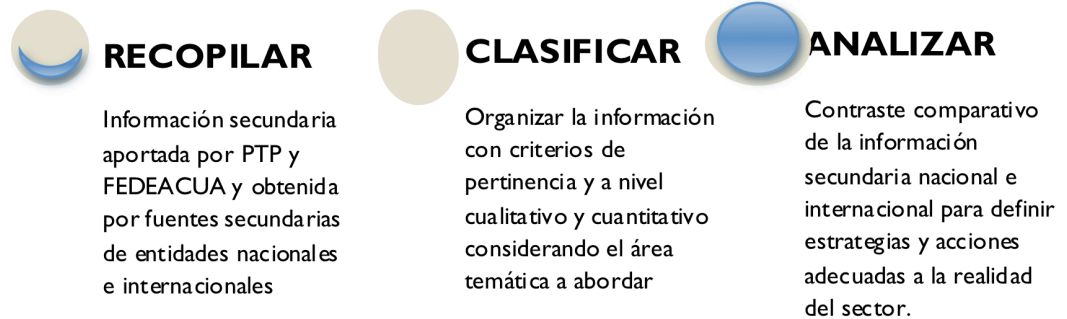 RECOPILAR
Información secundaria
aportada por PTP y
FEDEACUA y obtenida
por fuentes secundarias
de entidades nacionales
e internacionales
CLASIFICAR
Organizar la información
con criterios de
pertinencia y a nivel
cualitativo y cuantitativo
considerando el área
temática a abordar
ANALIZAR
Contraste comparativo
de la información
secundaria nacional e
internacional para definir
estrategias y acciones
adecuadas a la realidad
del sector.